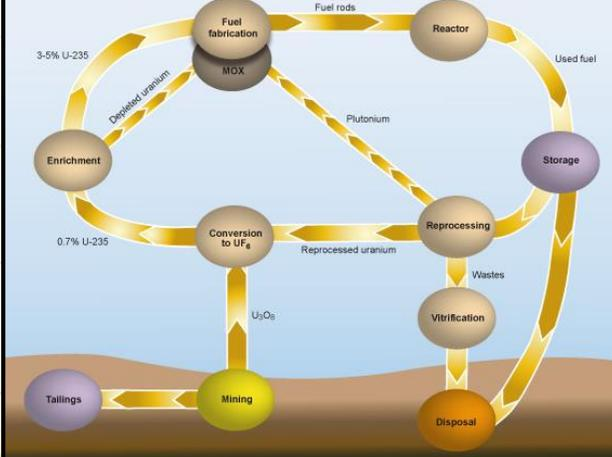 Fuel rods
Fuel
fabrication
Reactor
3-5% U-235
Used fuel
MOX
Depleted uranium
Plutonium
Enrichment
Storage
Conversion
to UF₆
Reprocessing
0.7% U-235
Reprocessed uranium
Wastes
U₃O₈
Vitrification
Tailings
Mining
Disposal